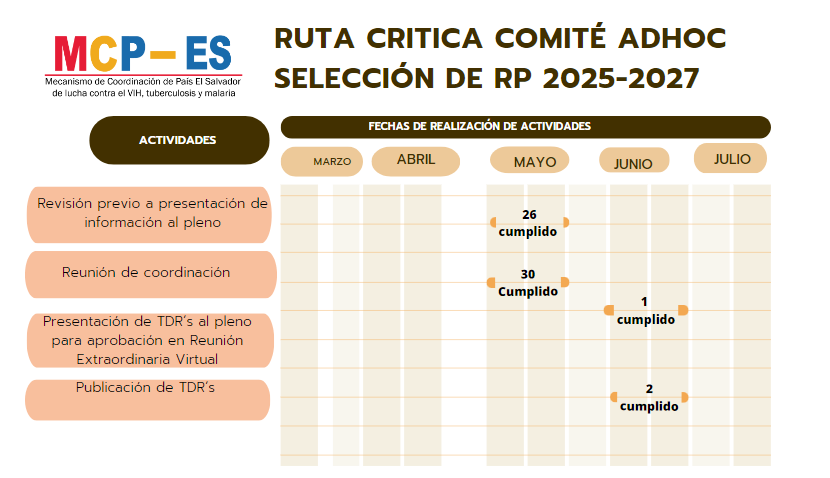 MCP-ES
Mecanismo de Coordinación de País El Salvador
de lucha contra el VIH, tuberculosis y malaria
RUTA CRITICA COMITÉ ADHOC
SELECCIÓN DE RP 2025-2027
ACTIVIDADES
FECHAS DE REALIZACIÓN DE ACTIVIDADES
MARZO
ABRIL
MAYO
JUNIO
JULIO
Revisión previo a presentación de
información al pleno
26
cumplido
Reunión de coordinación
30
Cumplido
Presentación de TDR's al pleno
para aprobación en Reunión
Extraordinaria Virtual
1
cumplido
Publicación de TDR's
2
cumplido